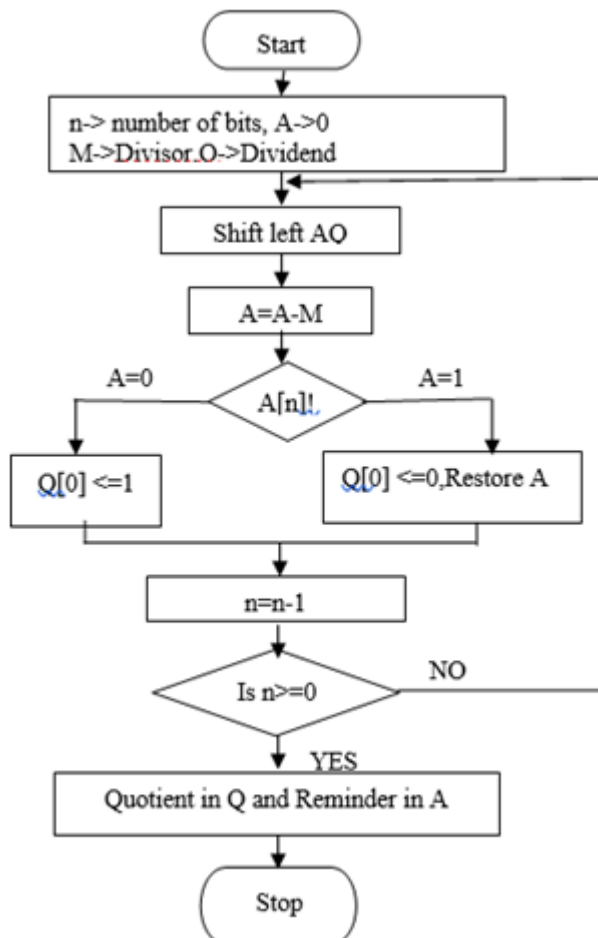 Start
n-> number of bits, A->0
M->Divisor.O->Dividend
Shift left AQ
A=A-M
A=0
A=1
A[n]!
Q[0] <=1
Q[0] <=0,Restore A
n=n-1
NO
Is n>=0
YES
Quotient in Q and Reminder in A
Stop